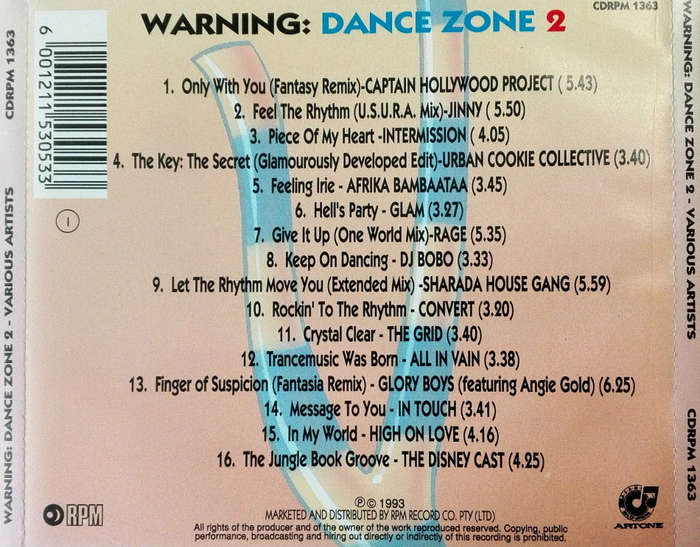 WARNING: DANCE ZONE 2
CDRPM 1363
1. Only With You (Fantasy Remix)-CAPTAIN HOLLYWOOD PROJECT ( 5.43)
2. Feel The Rhythm (U.S.U.R.A. Mix)-JINNY ( 5.50)
3. Piece Of My Heart -INTERMISSION ( 4.05)
4. The Key: The Secret (Glamourously Developed Edit)-URBAN COOKIE COLLECTIVE (3.40)
5. Feeling Irie - AFRIKA BAMBAATAA (3.45)
6. Hell's Party - GLAM (3.27)
7. Give It Up (One World Mix)-RAGE (5.35)
8. Keep On Dancing - DJ BOBO (3.33)
9. Let The Rhythm Move You (Extended Mix) -SHARADA HOUSE GANG (5.59)
10. Rockin' To The Rhythm - CONVERT (3.20)
11. Crystal Clear - THE GRID (3.40)
12. Trancemusic Was Born - ALL IN VAIN (3.38)
13. Finger of Suspicion (Fantasia Remix) - GLORY BOYS (featuring Angie Gold) (6.25)
14. Message To You - IN TOUCH (3.41)
15. In My World - HIGH ON LOVE (4.16)
16. The Jungle Book Groove - THE DISNEY CAST (4.25)
℗© 1993
MARKETED AND DISTRIBUTED BY RPM RECORD CO. PTY (LTD)
All rights of the producer and of the owner of the work reproduced reserved. Copying, public
performance, broadcasting and hiring out directly or indirectly of this recording is prohibited.
RPM
ARTONE
6 001211 530533
I
CDRPM 1363
WARNING: DANCE ZONE 2 - VARIOUS ARTISTS
WARNING: DANCE ZONE 2 - VARIOUS ARTISTS
CDRPM 1363